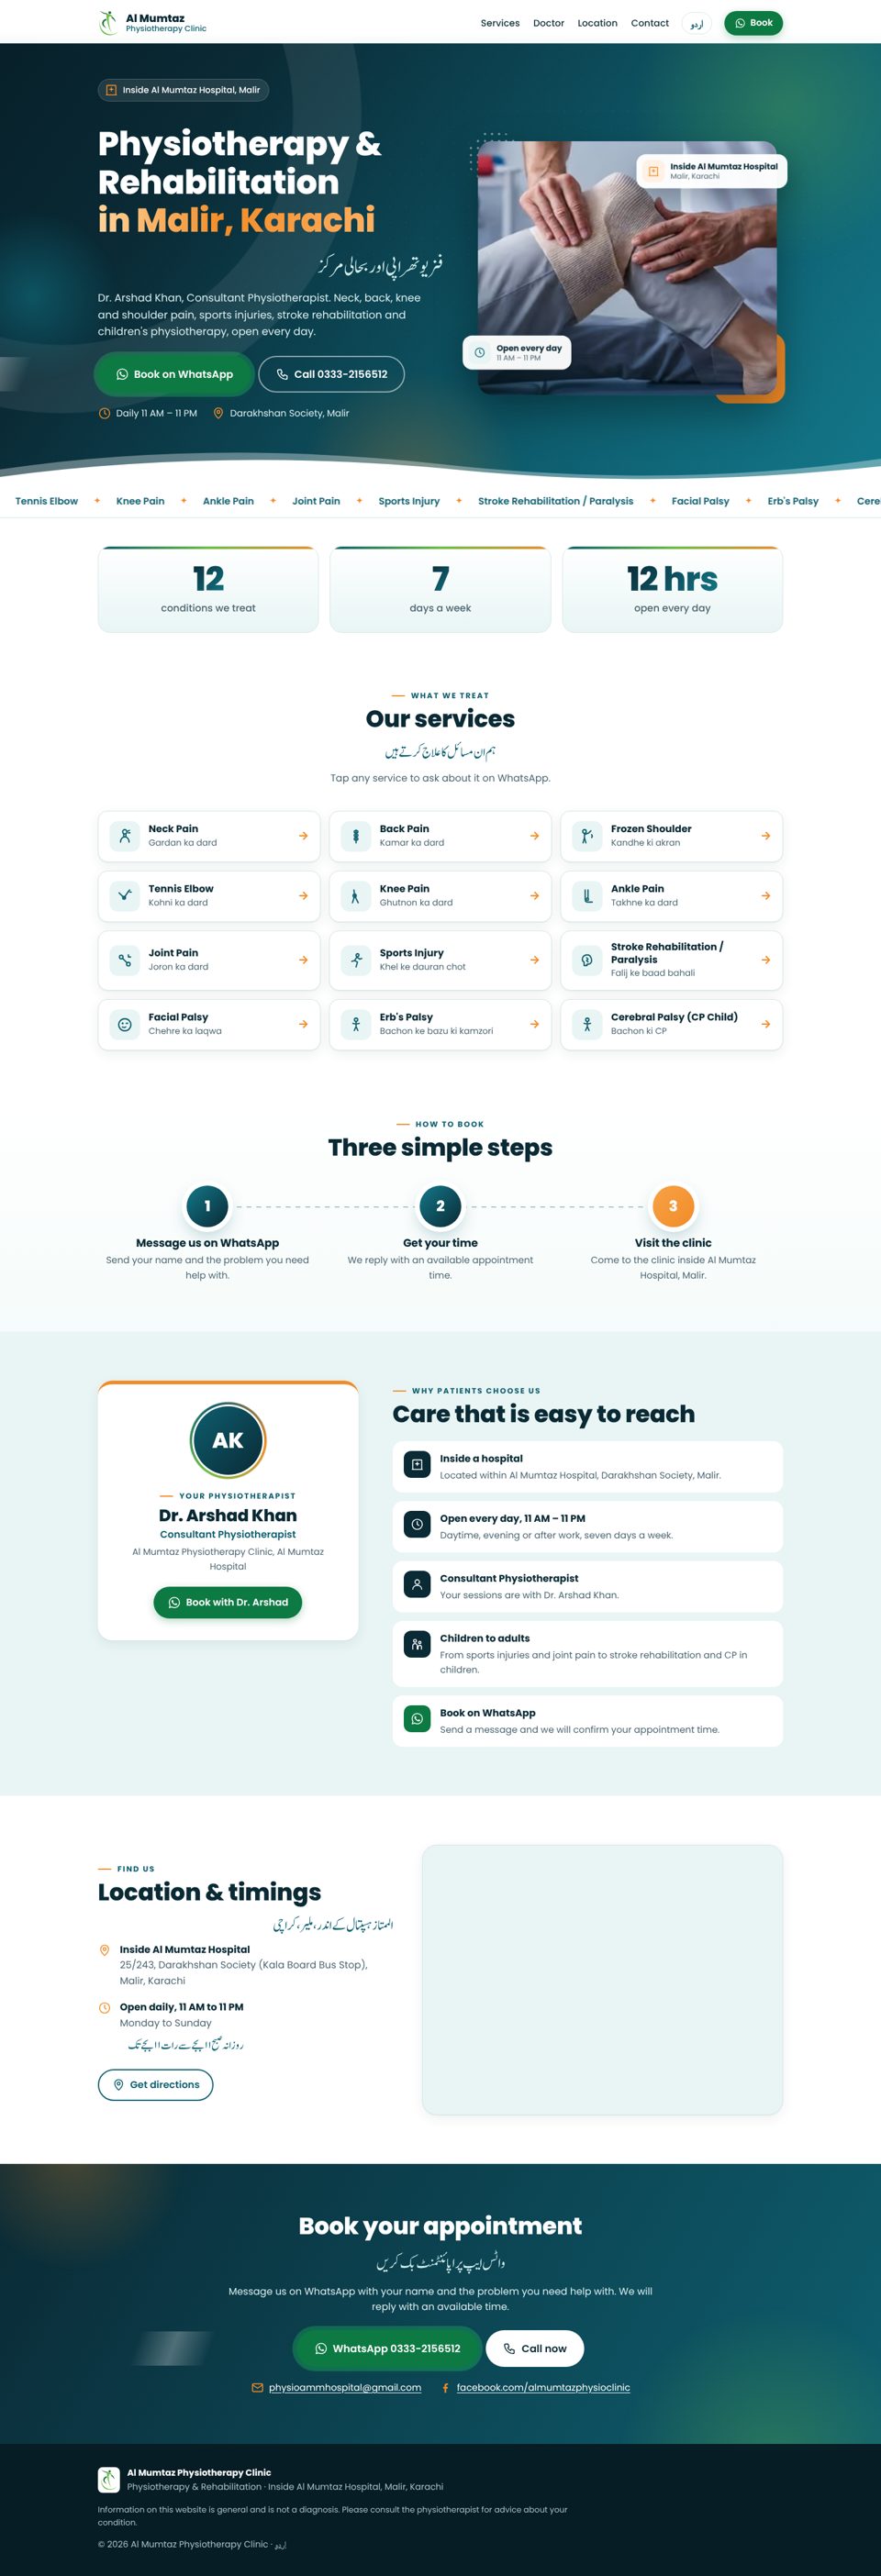 Al Mumtaz
Physiotherapy Clinic
Services
Doctor
Location
Contact
اردو
Book
Inside Al Mumtaz Hospital, Malir
Physiotherapy &
Rehabilitation
in Malir, Karachi
فزیوتھراپی اور بحالی مرکز
Dr. Arshad Khan, Consultant Physiotherapist. Neck, back, knee
and shoulder pain, sports injuries, stroke rehabilitation and
children's physiotherapy, open every day.
Book on WhatsApp
Call 0333-2156512
Daily 11 AM – 11 PM
Darakhshan Society, Malir
Inside Al Mumtaz Hospital
Malir, Karachi
Open every day
11 AM – 11 PM
Tennis Elbow
Knee Pain
Ankle Pain
Joint Pain
Sports Injury
Stroke Rehabilitation / Paralysis
Facial Palsy
Erb's Palsy
Cere
12
conditions we treat
7
days a week
12 hrs
open every day
WHAT WE TREAT
Our services
ہم ان مسائل کا علاج کرتے ہیں
Tap any service to ask about it on WhatsApp.
Neck Pain
Gardan ka dard
Back Pain
Kamar ka dard
Frozen Shoulder
Kandhe ki akran
Tennis Elbow
Kohni ka dard
Knee Pain
Ghutnon ka dard
Ankle Pain
Takhne ka dard
Joint Pain
Joron ka dard
Sports Injury
Khel ke dauran chot
Stroke Rehabilitation /
Paralysis
Falij ke baad bahali
Facial Palsy
Chehre ka laqwa
Erb's Palsy
Bachon ke bazu ki kamzori
Cerebral Palsy (CP Child)
Bachon ki CP
HOW TO BOOK
Three simple steps
1
Message us on WhatsApp
Send your name and the problem you need
help with.
2
Get your time
We reply with an available appointment
time.
3
Visit the clinic
Come to the clinic inside Al Mumtaz
Hospital, Malir.
AK
YOUR PHYSIOTHERAPIST
Dr. Arshad Khan
Consultant Physiotherapist
Al Mumtaz Physiotherapy Clinic, Al Mumtaz
Hospital
Book with Dr. Arshad
WHY PATIENTS CHOOSE US
Care that is easy to reach
Inside a hospital
Located within Al Mumtaz Hospital, Darakhshan Society, Malir.
Open every day, 11 AM – 11 PM
Daytime, evening or after work, seven days a week.
Consultant Physiotherapist
Your sessions are with Dr. Arshad Khan.
Children to adults
From sports injuries and joint pain to stroke rehabilitation and CP in
children.
Book on WhatsApp
Send a message and we will confirm your appointment time.
FIND US
Location & timings
الممتاز ہسپتال کے اندر، ملیر، کراچی
Inside Al Mumtaz Hospital
25/243, Darakhshan Society (Kala Board Bus Stop),
Malir, Karachi
Open daily, 11 AM to 11 PM
Monday to Sunday
روزانہ صبح ۱۱ بجے سے رات ۱۱ بجے تک
Get directions
Book your appointment
واٹس ایپ پر اپائنٹمنٹ بک کریں
Message us on WhatsApp with your name and the problem you need help with. We will
reply with an available time.
WhatsApp 0333-2156512
Call now
physioammhospital@gmail.com
facebook.com/almumtazphysioclinic
Al Mumtaz Physiotherapy Clinic
Physiotherapy & Rehabilitation · Inside Al Mumtaz Hospital, Malir, Karachi
Information on this website is general and is not a diagnosis. Please consult the physiotherapist for advice about your
condition.
© 2026 Al Mumtaz Physiotherapy Clinic · اردو